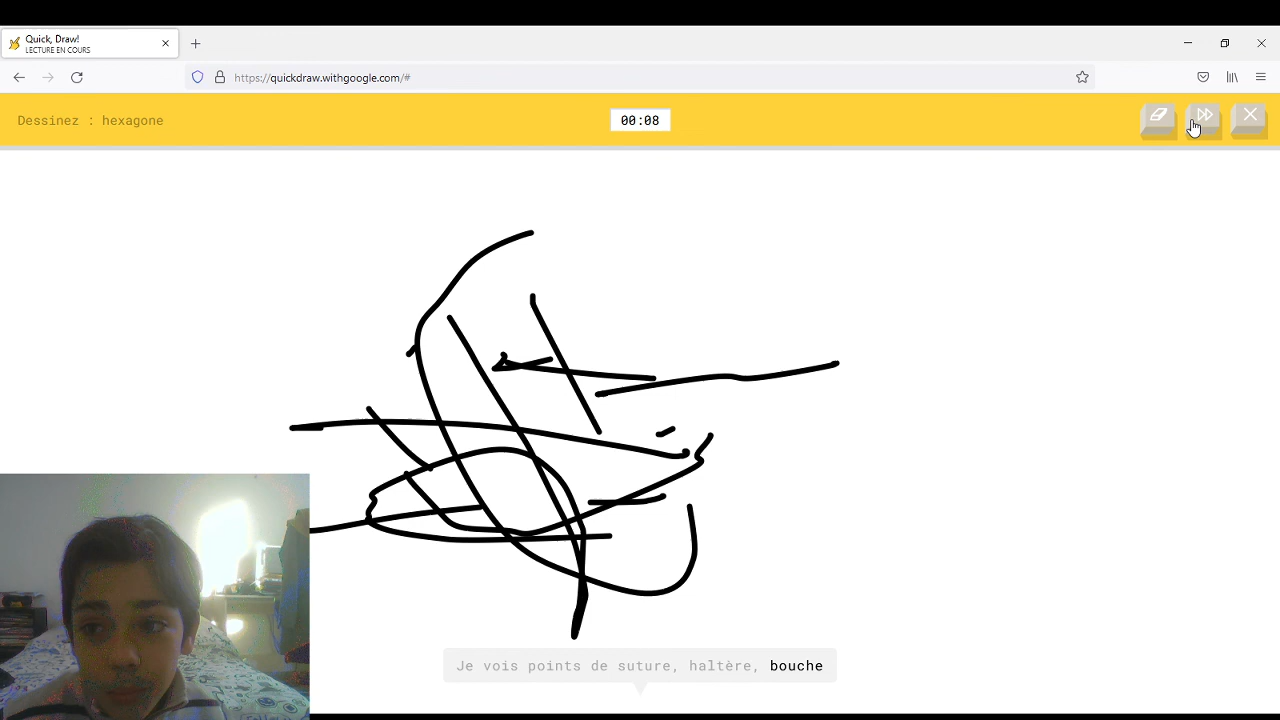 Quick, Draw!
LECTURE EN COURS
https://quickdraw.withgoogle.com/#
Dessinez : hexagone
00:08
Je vois points de suture, haltère, bouche